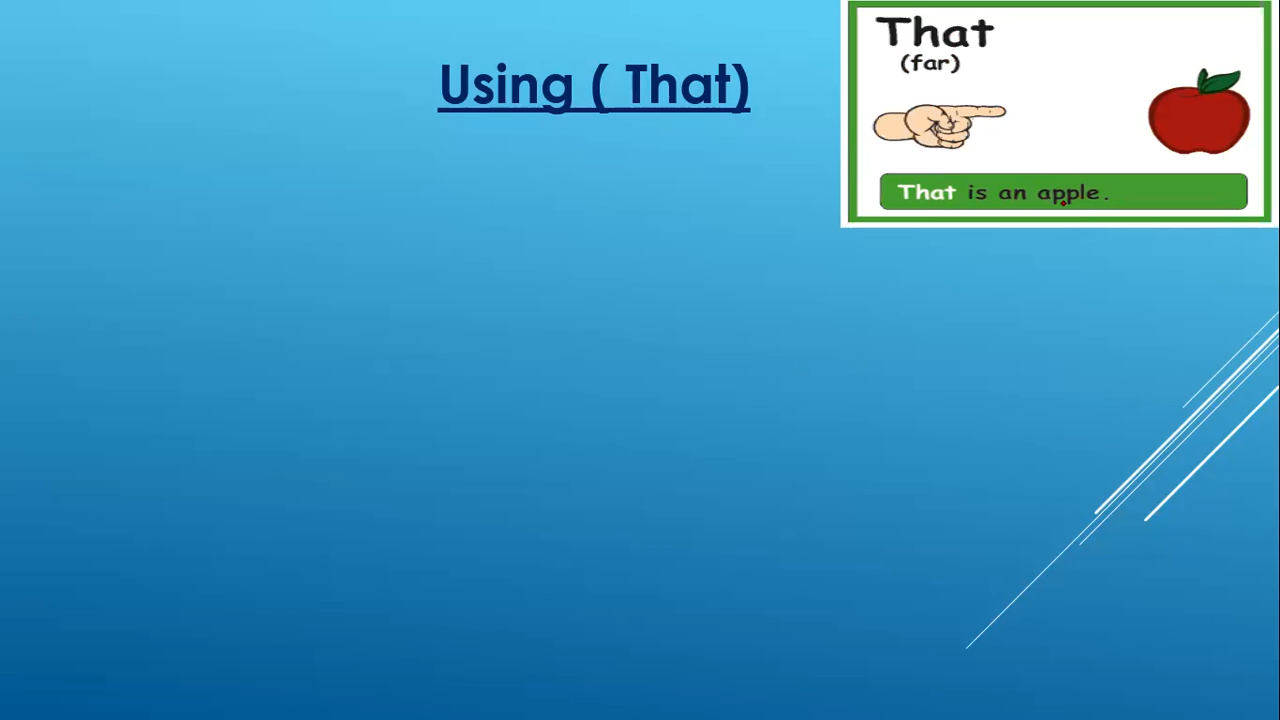 Using ( That)
That
(far)
That is an apple.